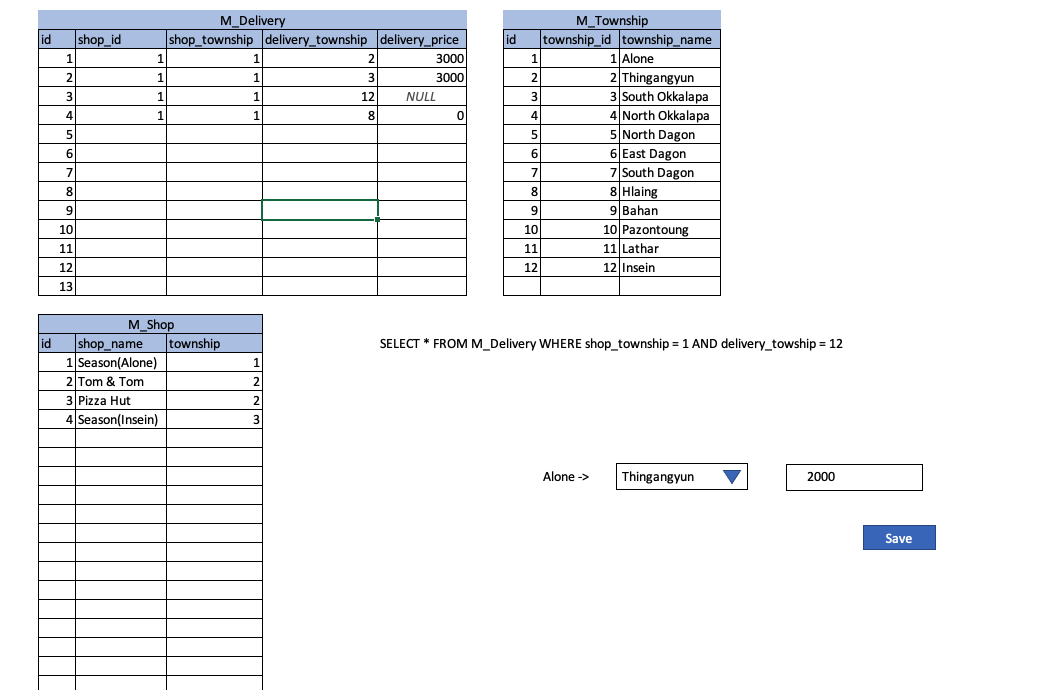 M_Delivery
id shop_id shop_township delivery_township delivery_price
1 1 1 2 3000
2 1 1 3 3000
3 1 1 12 NULL
4 1 1 8 0
5
6
7
8
9
10
11
12
13
M_Township
id township_id township_name
1 1 Alone
2 2 Thingangyun
3 3 South Okkalapa
4 4 North Okkalapa
5 5 North Dagon
6 6 East Dagon
7 7 South Dagon
8 8 Hlaing
9 9 Bahan
10 10 Pazontoung
11 11 Lathar
12 12 Insein
M_Shop
id shop_name township
1 Season(Alone) 1
2 Tom & Tom 2
3 Pizza Hut 2
4 Season(Insein) 3
SELECT * FROM M_Delivery WHERE shop_township = 1 AND delivery_towship = 12
Alone -> Thingangyun 2000
Save